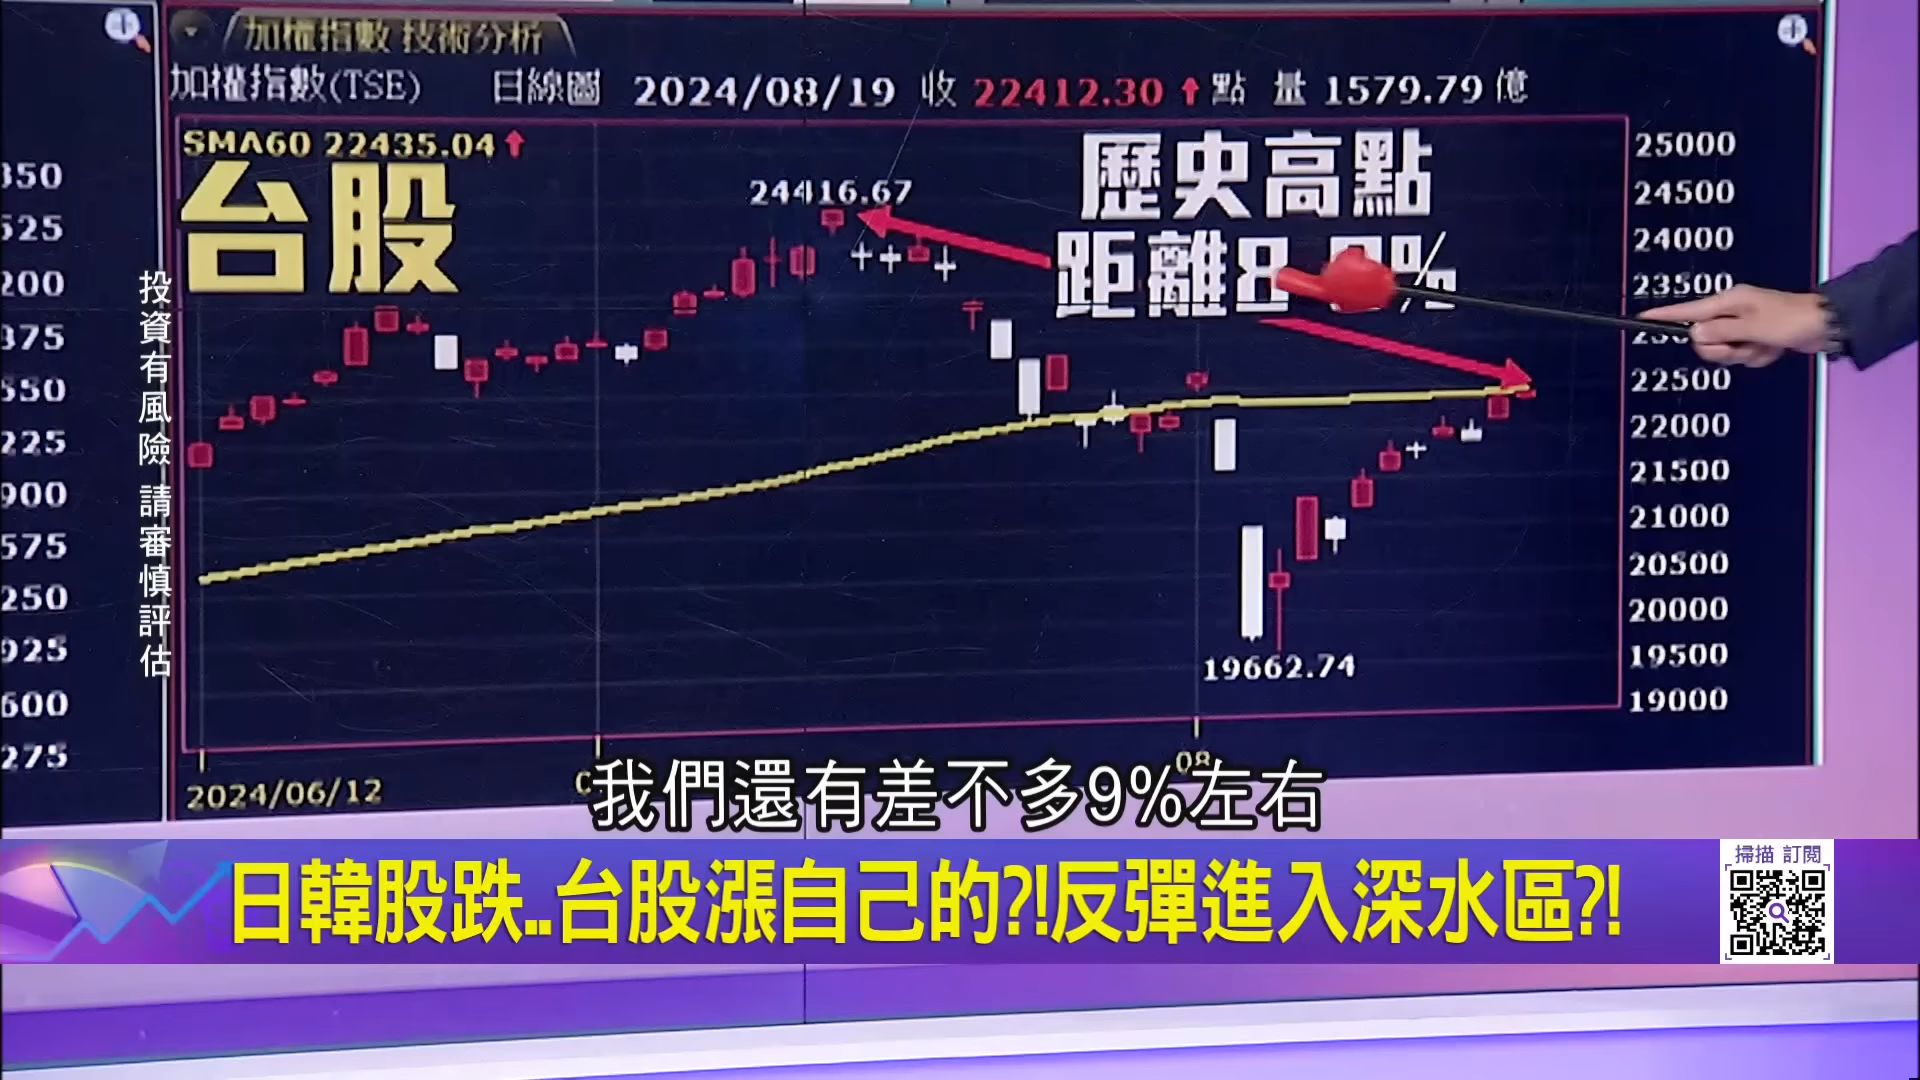 加權指數 技術分析
加權指數(TSE) 日線圖 2024/08/19 收 22412.30 ↑ 點 量 1579.79 億
SMA60 22435.04 ↑
台股
24416.67
歷史高點
距離8
19662.74
25000
24500
24000
23500
22500
22000
21500
21000
20500
20000
19500
19000
350
525
200
375
550
225
900
575
250
925
600
275
投資有風險 請審慎評估
2024/06/12
08
我們還有差不多9%左右
日韓股跌..台股漲自己的?!反彈進入深水區?!
掃描 訂閱